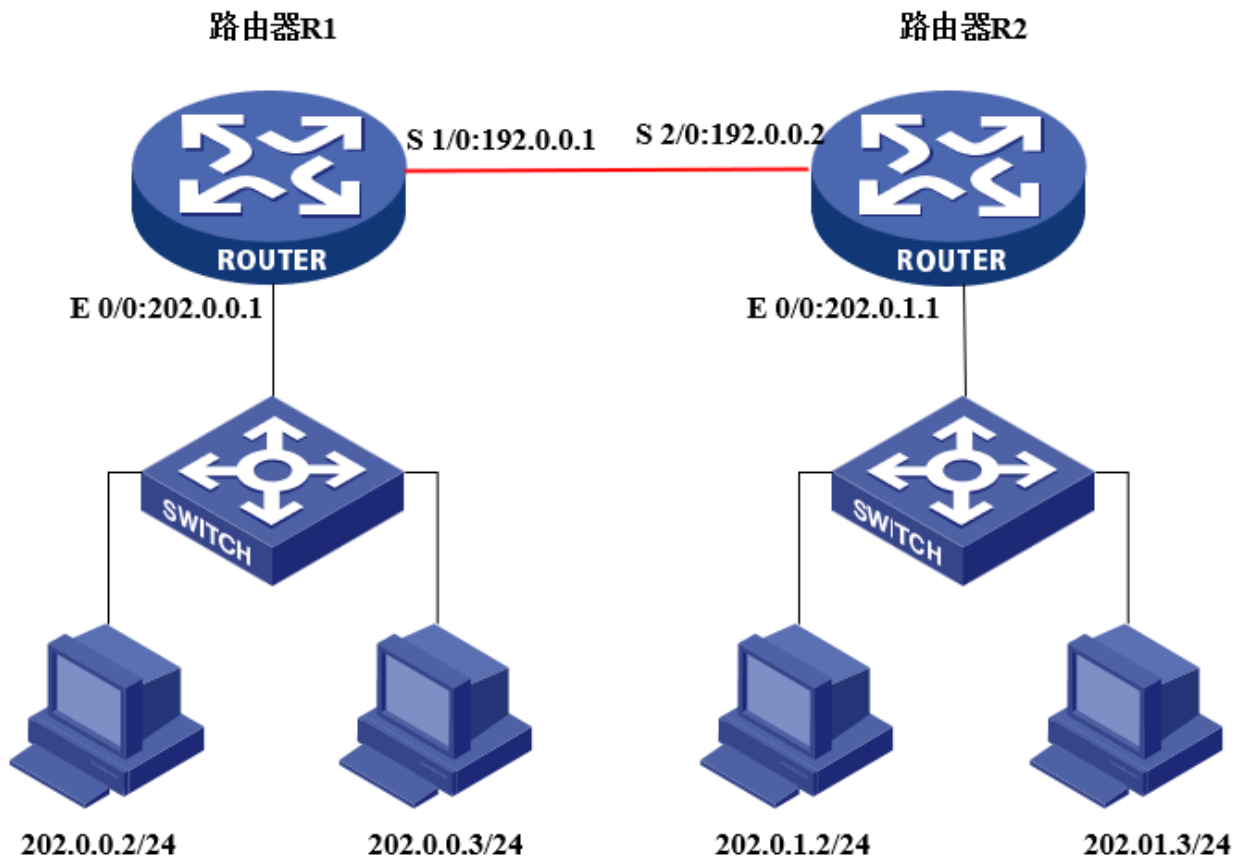 路由器R1
路由器R2
S 1/0:192.0.0.1
S 2/0:192.0.0.2
ROUTER
ROUTER
E 0/0:202.0.0.1
E 0/0:202.0.1.1
SWITCH
SWITCH
202.0.0.2/24
202.0.0.3/24
202.0.1.2/24
202.01.3/24